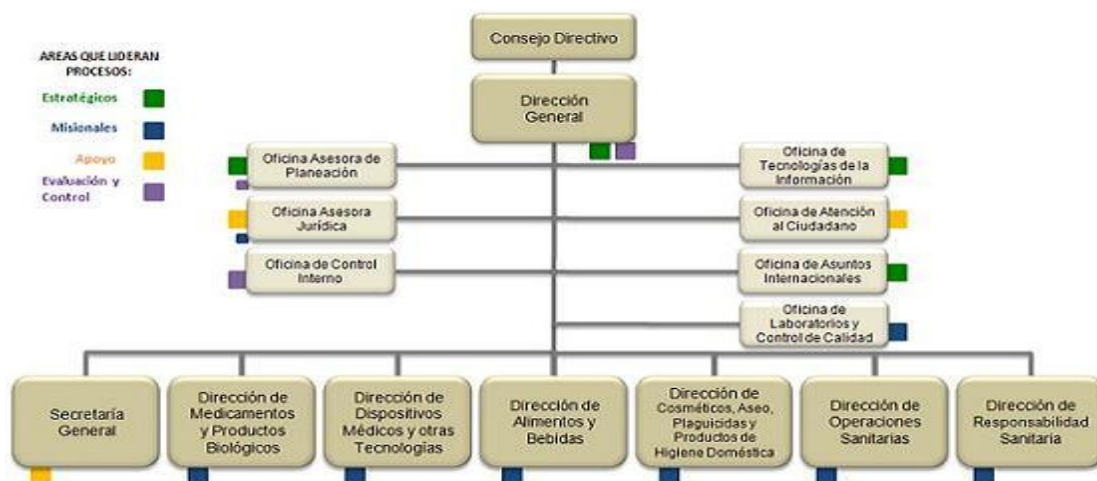 Consejo Directivo
AREAS QUE LIDERAN
PROCESOS:
Estratégicos
Misionales
Apoyo
Evaluación y
Control
Dirección
General
Oficina Asesora de
Planeación
Oficina de
Tecnologías de la
Información
Oficina Asesora
Jurídica
Oficina de Atención
al Ciudadano
Oficina de Control
Interno
Oficina de Asuntos
Internacionales
Oficina de
Laboratorios y
Control de Calidad
Secretaría
General
Dirección de
Medicamentos
y Productos
Biológicos
Dirección de
Dispositivos
Médicos y otras
Tecnologías
Dirección de
Alimentos y
Bebidas
Dirección de
Cosméticos, Aseo,
Plaguicidas y
Productos de
Higiene Doméstica
Dirección de
Operaciones
Sanitarias
Dirección de
Responsabilidad
Sanitaria